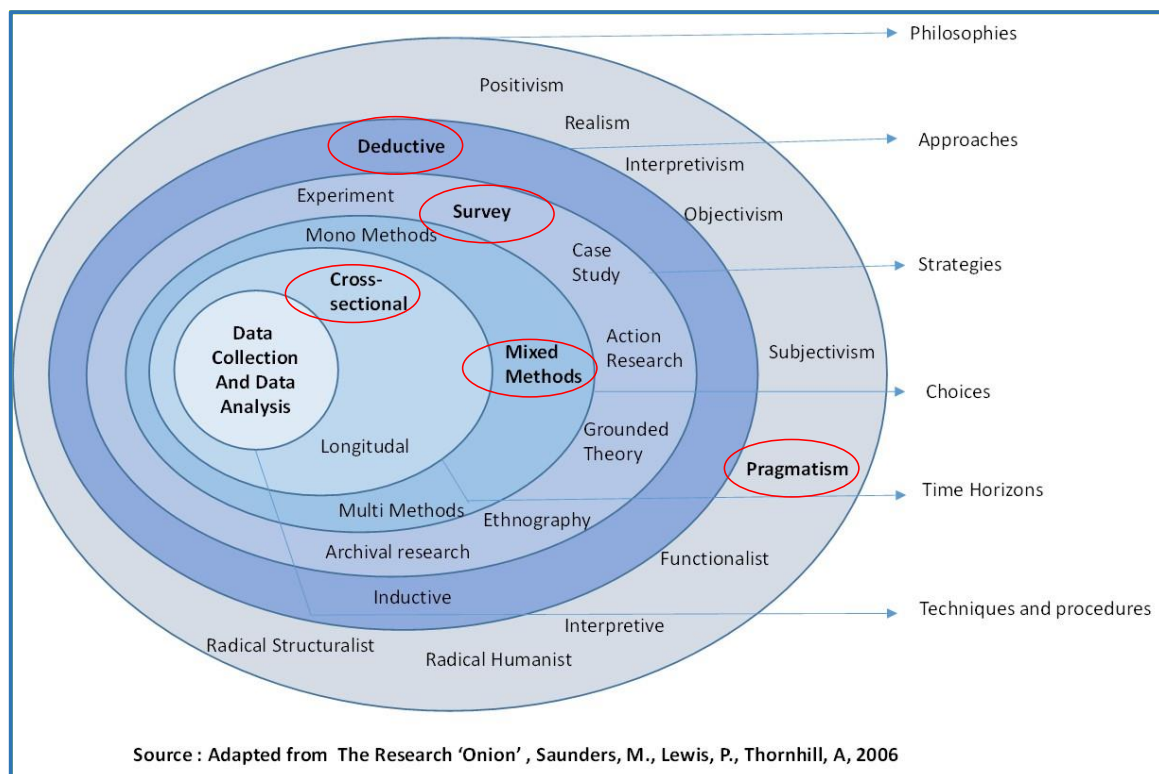 Philosophies
Positivism
Realism
Deductive
Approaches
Interpretivism
Experiment
Survey
Objectivism
Mono Methods
Case
Study
Strategies
Cross-
sectional
Data
Collection
And Data
Analysis
Mixed
Methods
Action
Research
Subjectivism
Choices
Longitudal
Grounded
Theory
Pragmatism
Time Horizons
Multi Methods
Ethnography
Archival research
Functionalist
Inductive
Techniques and procedures
Interpretive
Radical Structuralist
Radical Humanist
Source : Adapted from The Research ‘Onion’ , Saunders, M., Lewis, P., Thornhill, A, 2006